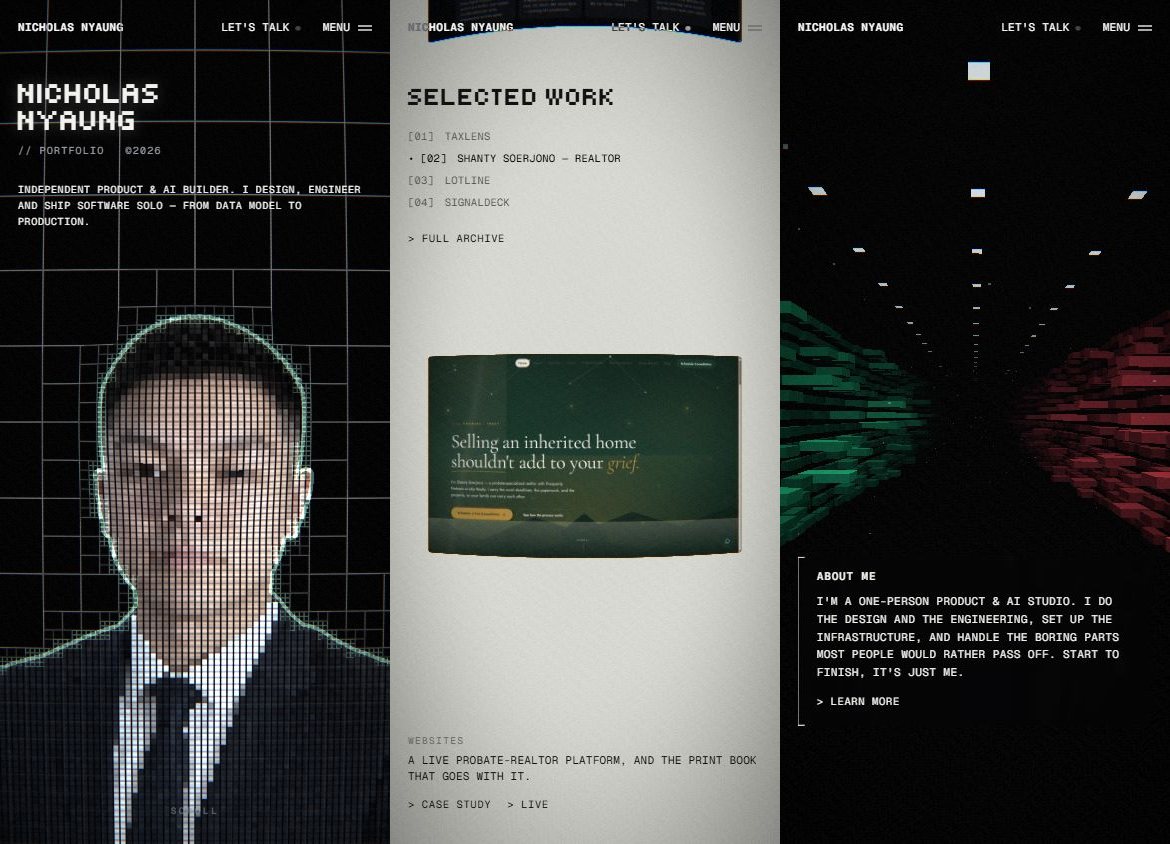 NICHOLAS NYAUNG
LET'S TALK
MENU
NICHOLAS
NYAUNG
// PORTFOLIO ©2026
INDEPENDENT PRODUCT & AI BUILDER. I DESIGN, ENGINEER
AND SHIP SOFTWARE SOLO — FROM DATA MODEL TO
PRODUCTION.
SCROLL
NICHOLAS NYAUNG
LET'S TALK
MENU
SELECTED WORK
[01] TAXLENS
• [02] SHANTY SOERJONO — REALTOR
[03] LOTLINE
[04] SIGNALDECK
> FULL ARCHIVE
Selling an inherited home
shouldn't add to your grief.
WEBSITES
A LIVE PROBATE-REALTOR PLATFORM, AND THE PRINT BOOK
THAT GOES WITH IT.
> CASE STUDY > LIVE
NICHOLAS NYAUNG
LET'S TALK
MENU
ABOUT ME
I'M A ONE-PERSON PRODUCT & AI STUDIO. I DO
THE DESIGN AND THE ENGINEERING, SET UP THE
INFRASTRUCTURE, AND HANDLE THE BORING PARTS
MOST PEOPLE WOULD RATHER PASS OFF. START TO
FINISH, IT'S JUST ME.
> LEARN MORE